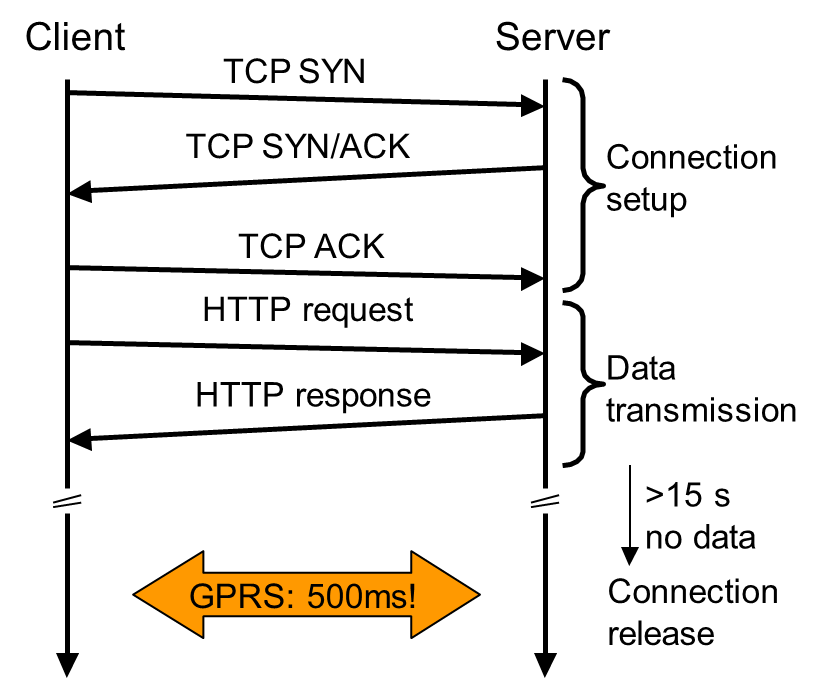 Client
Server
TCP SYN
TCP SYN/ACK
Connection
setup
TCP ACK
HTTP request
Data
transmission
HTTP response
>15 s
no data
GPRS: 500ms!
Connection
release